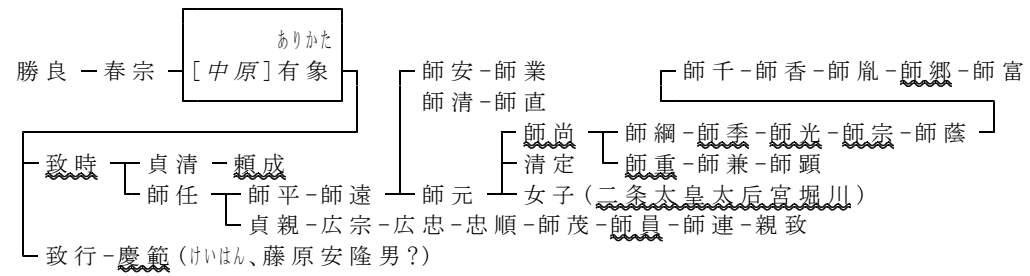 ありかた
勝良－春宗－[中原]有象
師安－師業
師千－師香－師胤－師郷－師富
師清－師直
師尚
師綱－師季－師光－師宗－師蔭
致時
貞清－頼成
清定
師重－師兼－師顕
師任
師平－師遠
師元
女子(二条太皇太后宮堀川)
貞親－広宗－広忠－忠順－師茂－師員－師連－親致
致行－慶範(けいはん、藤原安隆男?)